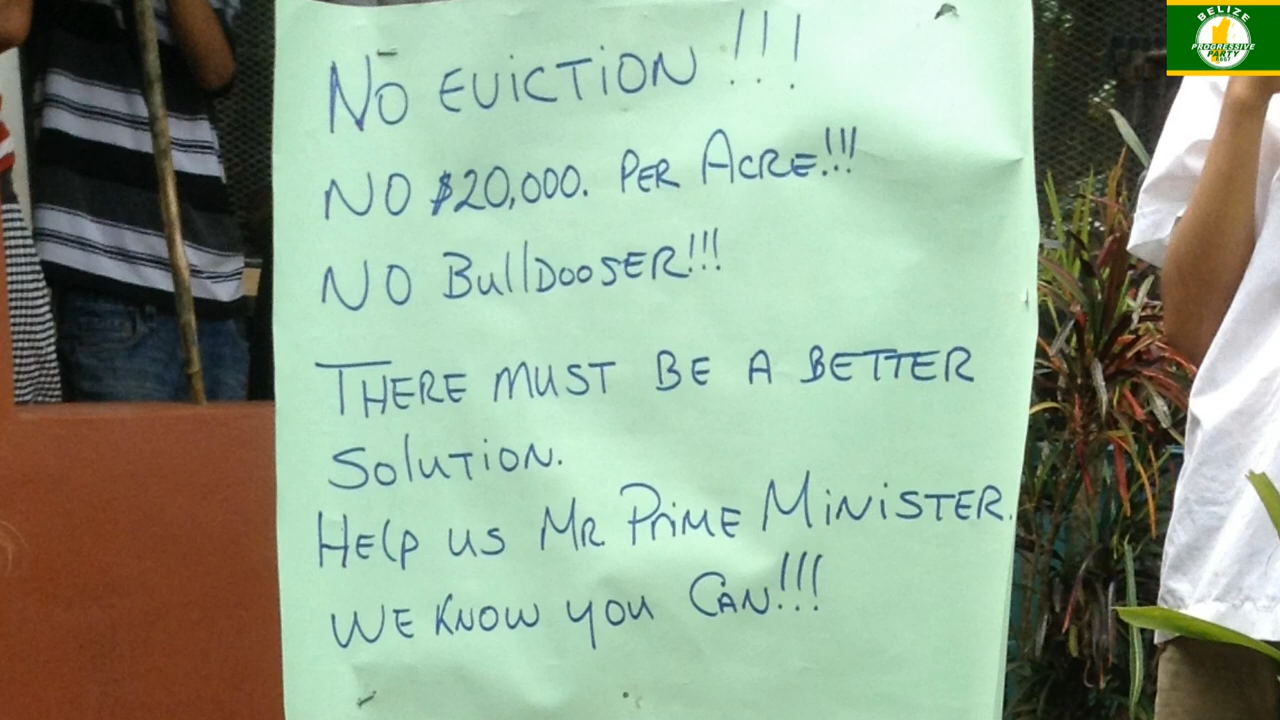 NO EVICTION!!!
NO $20,000. PER ACRE!!!
NO BullDooSER!!!
THERE MUST BE A BETTER
Solution.
HElp us MR PRiME MiNiSTER.
WE KNOW you CAN!!!
BELIZE
PROGRESSIVE
PARTY